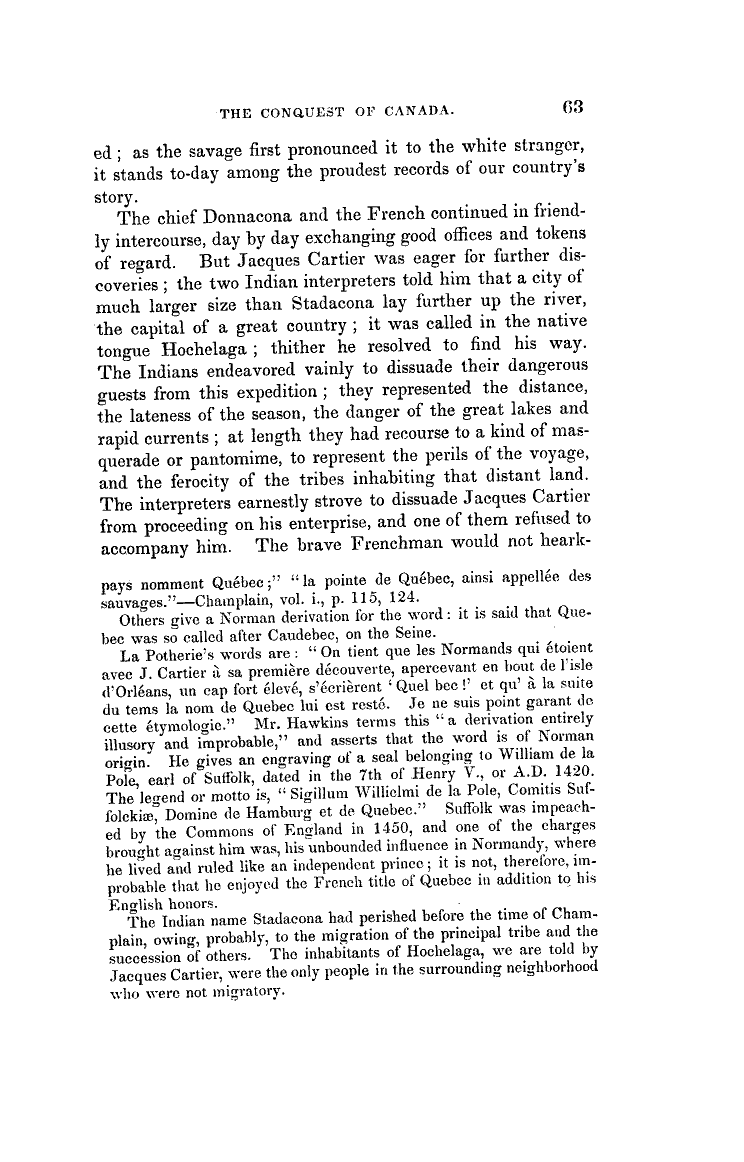 THE CONQUEST OF CANADA. 63
ed ; as the savage first pronounced it to the white stranger,
it stands to-day among the proudest records of our country's
story.
The chief Donnacona and the French continued in friend-
ly intercourse, day by day exchanging good offices and tokens
of regard. But Jacques Cartier was eager for further dis-
coveries ; the two Indian interpreters told him that a city of
much larger size than Stadacona lay further up the river,
the capital of a great country ; it was called in the native
tongue Hochelaga ; thither he resolved to find his way.
The Indians endeavored vainly to dissuade their dangerous
guests from this expedition ; they represented the distance,
the lateness of the season, the danger of the great lakes and
rapid currents ; at length they had recourse to a kind of mas-
querade or pantomime, to represent the perils of the voyage,
and the ferocity of the tribes inhabiting that distant land.
The interpreters earnestly strove to dissuade Jacques Cartier
from proceeding on his enterprise, and one of them refused to
accompany him. The brave Frenchman would not heark-
pays nomment Québec ;" "la pointe de Québec, ainsi appellée des
sauvages."—Champlain, vol. i., p. 115, 124.
Others give a Norman derivation for the word : it is said that Que-
bec was so called after Caudebec, on the Seine.
La Potherie's words are : "On tient que les Normands qui étoient
avec J. Cartier à sa première découverte, apercevant en bout de l'isle
d'Orléans, un cap fort élevé, s'écrièrent 'Quel bec !' et qu' à la suite
du tems la nom de Quebec lui est resté. Je ne suis point garant de
cette étymologie." Mr. Hawkins terms this "a derivation entirely
illusory and improbable," and asserts that the word is of Norman
origin. He gives an engraving of a seal belonging to William de la
Pole, earl of Suffolk, dated in the 7th of Henry V., or A.D. 1420.
The legend or motto is, "Sigillum Willielmi de la Pole, Comitis Suf-
folckiæ, Domine de Hamburg et de Quebec." Suffolk was impeach-
ed by the Commons of England in 1450, and one of the charges
brought against him was, his unbounded influence in Normandy, where
he lived and ruled like an independent prince ; it is not, therefore, im-
probable that he enjoyed the French title of Quebec in addition to his
English honors.
The Indian name Stadacona had perished before the time of Cham-
plain, owing, probably, to the migration of the principal tribe and the
succession of others. The inhabitants of Hochelaga, we are told by
Jacques Cartier, were the only people in the surrounding neighborhood
who were not migratory.